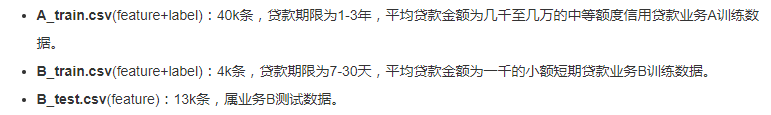 A_train.csv(feature+label)：40k条，贷款期限为1-3年，平均贷款金额为几千至几万的中等额度信用贷款业务A训练数
据。
B_train.csv(feature+label)：4k条，贷款期限为7-30天，平均贷款金额为一千的小额短期贷款业务B训练数据。
B_test.csv(feature)：13k条，属业务B测试数据。